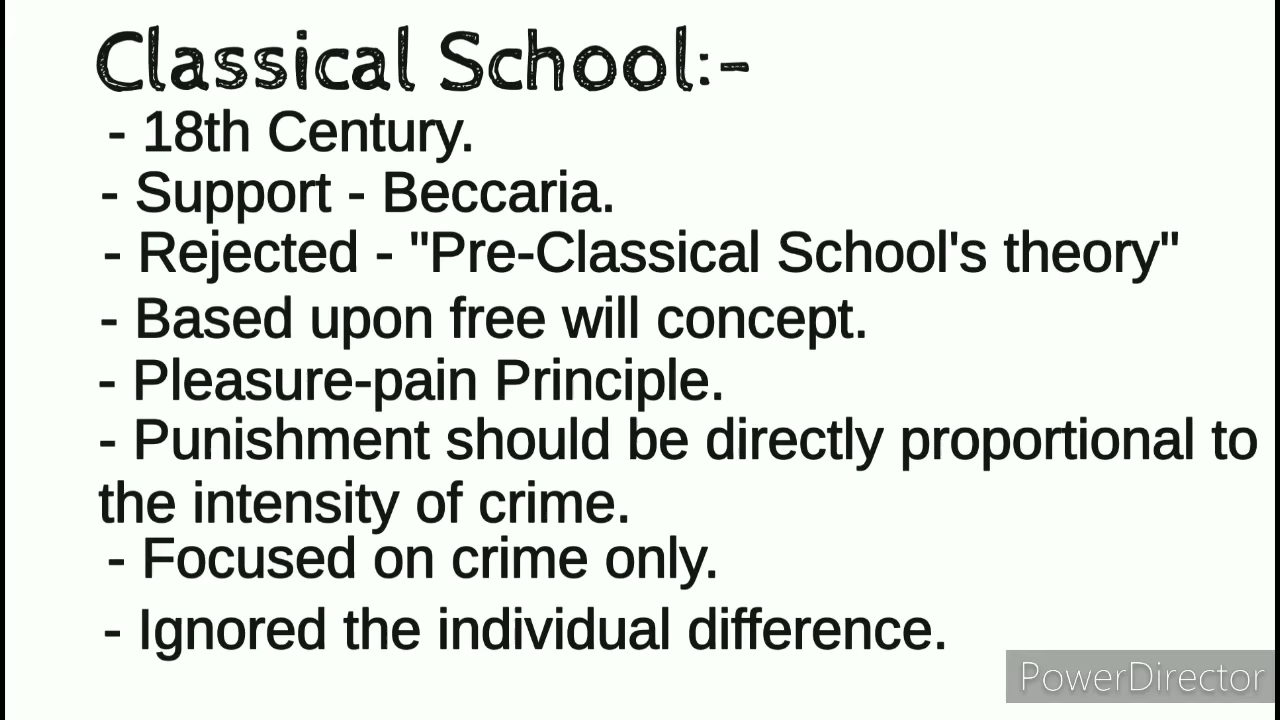 Classical School:-
- 18th Century.
- Support - Beccaria.
- Rejected - "Pre-Classical School's theory"
- Based upon free will concept.
- Pleasure-pain Principle.
- Punishment should be directly proportional to
the intensity of crime.
- Focused on crime only.
- Ignored the individual difference.
PowerDirector